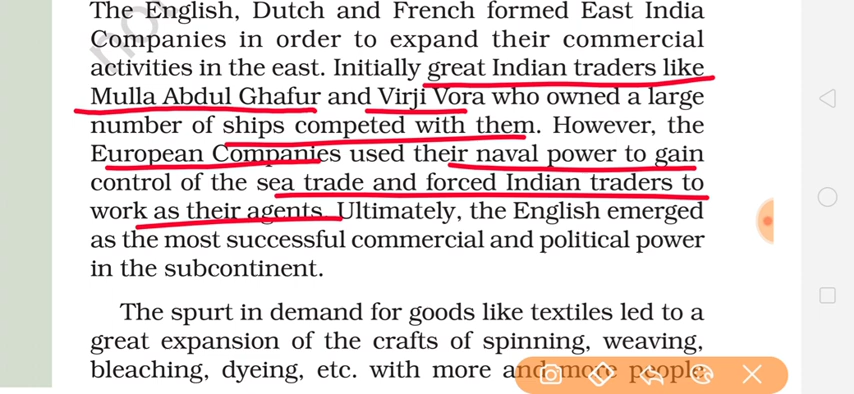 The English, Dutch and French formed East India
Companies in order to expand their commercial
activities in the east. Initially great Indian traders like
Mulla Abdul Ghafur and Virji Vora who owned a large
number of ships competed with them. However, the
European Companies used their naval power to gain
control of the sea trade and forced Indian traders to
work as their agents. Ultimately, the English emerged
as the most successful commercial and political power
in the subcontinent.
The spurt in demand for goods like textiles led to a
great expansion of the crafts of spinning, weaving,
bleaching, dyeing, etc. with more and more people